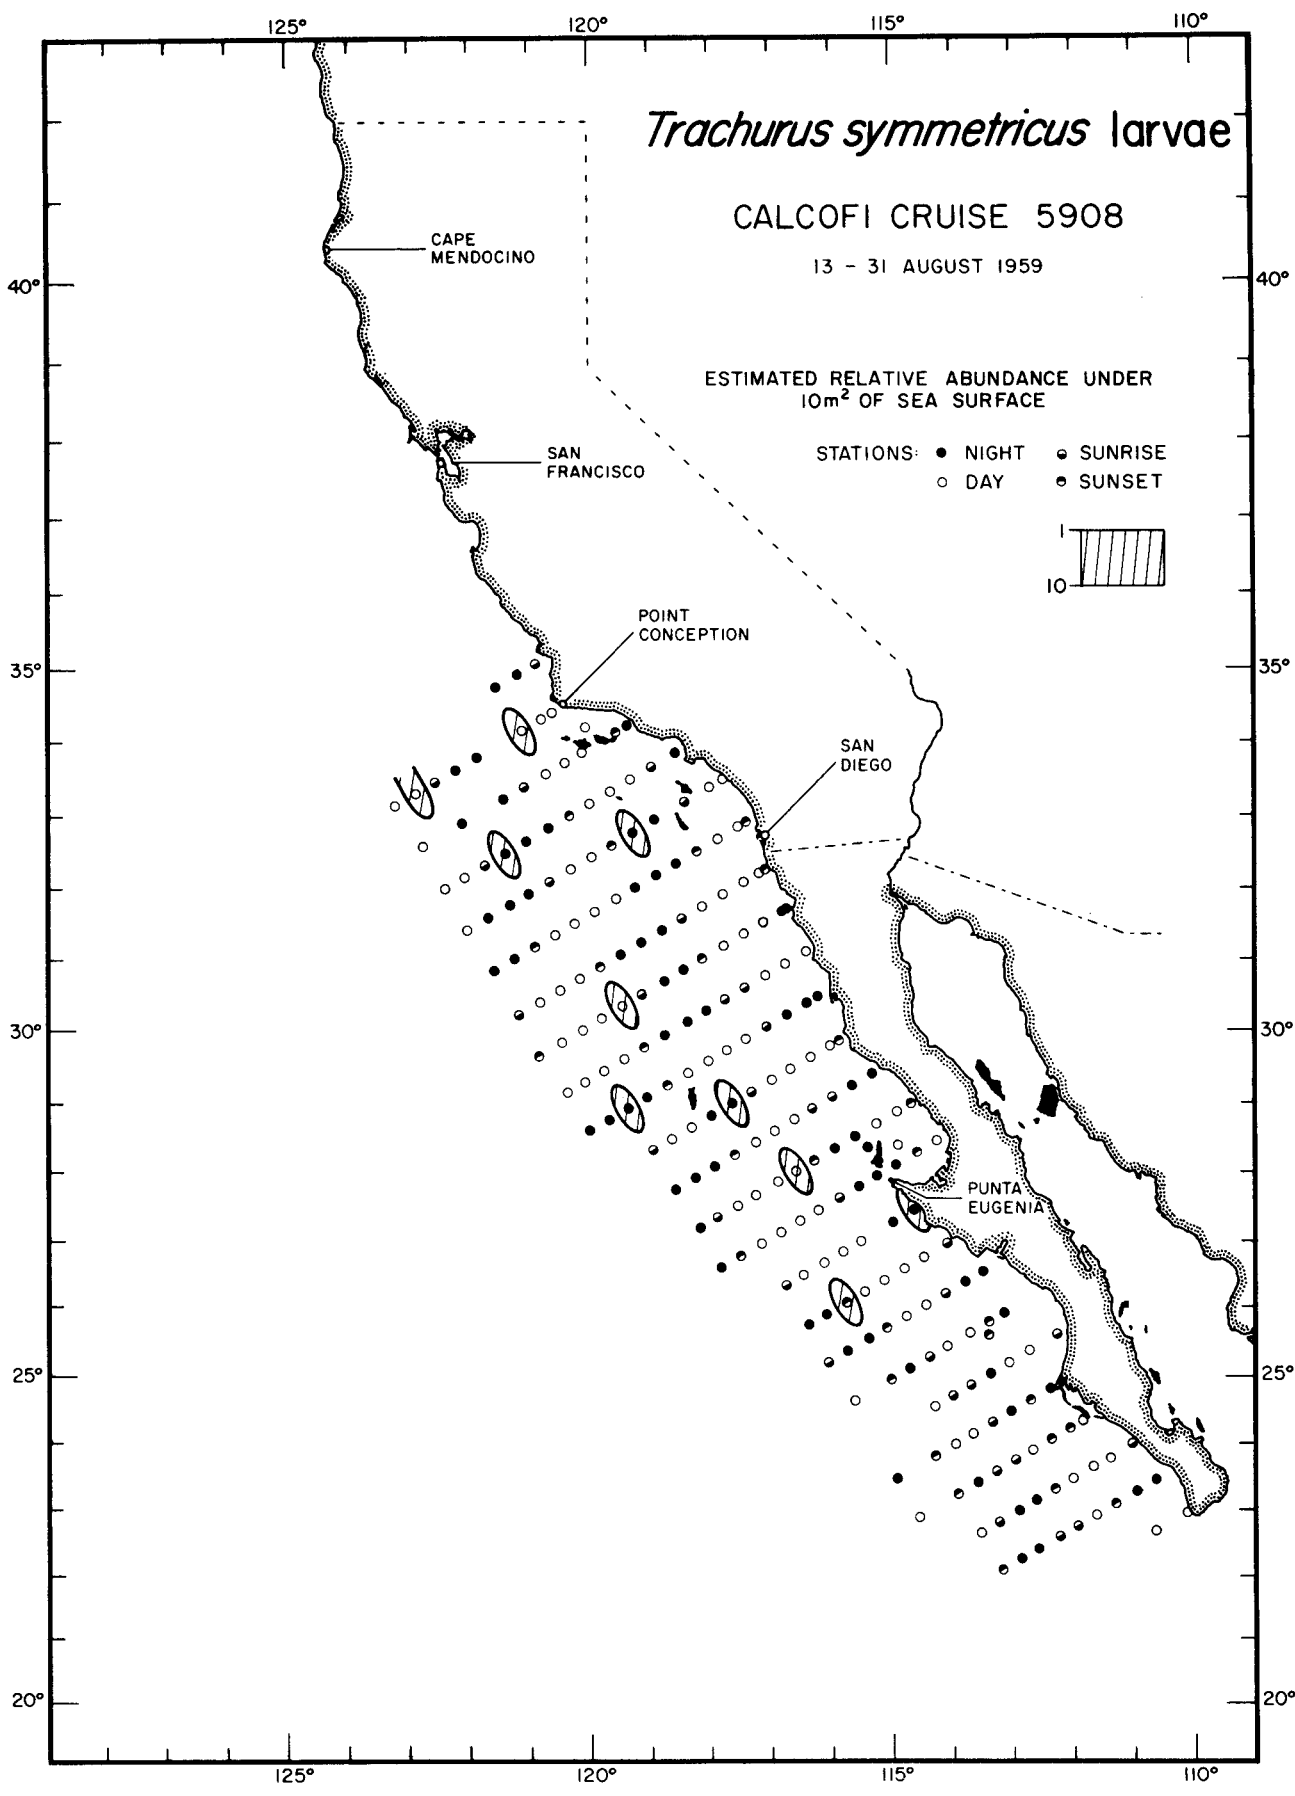 125° 120° 115° 110°
Trachurus symmetricus larvae
CALCOFI CRUISE 5908
13 - 31 AUGUST 1959
CAPE
MENDOCINO
40° 40°
ESTIMATED RELATIVE ABUNDANCE UNDER
10m² OF SEA SURFACE
STATIONS: ● NIGHT ◒ SUNRISE
○ DAY ◓ SUNSET
SAN
FRANCISCO
1
10
POINT
CONCEPTION
35° 35°
SAN
DIEGO
30° 30°
PUNTA
EUGENIA
25° 25°
20° 20°
125° 120° 115° 110°